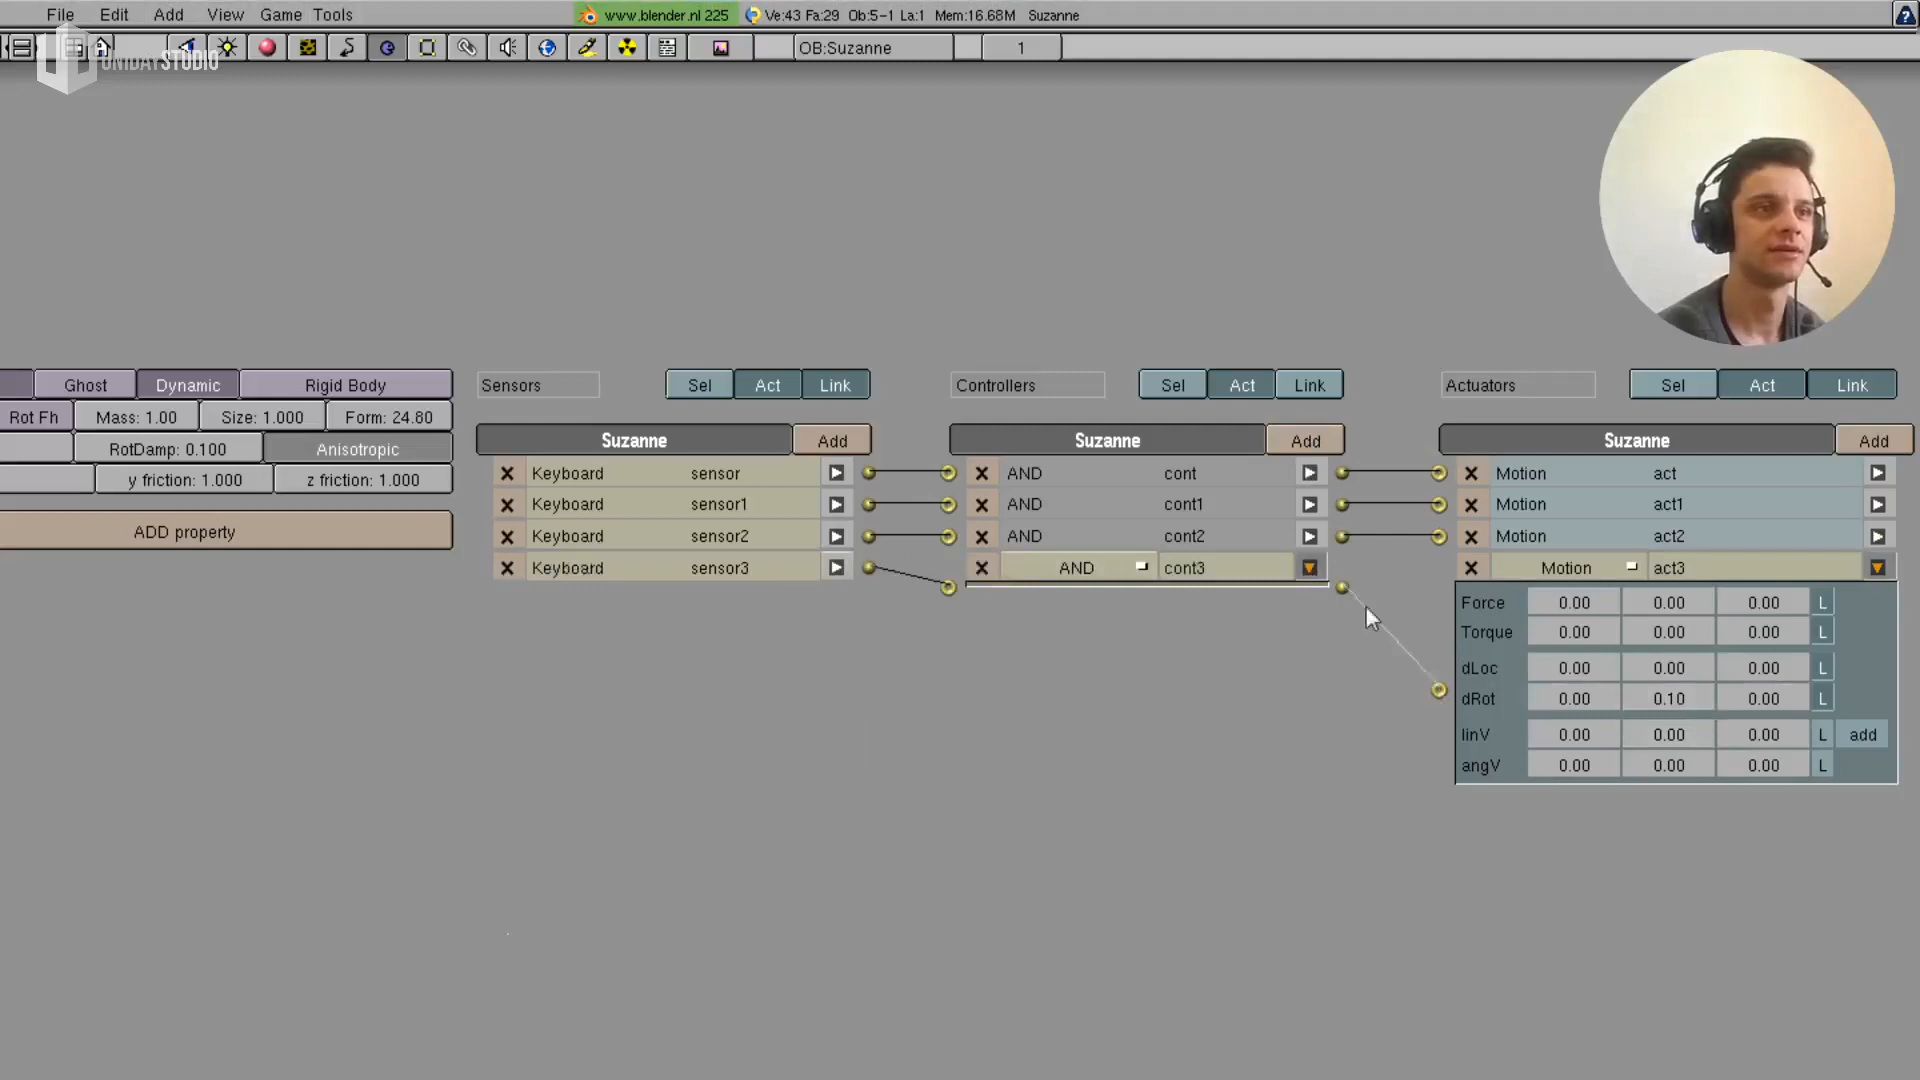 File Edit Add View Game Tools www.blender.nl 225 Ve:43 Fa:29 Ob:5-1 La:1 Mem:16.68M Suzanne
OB:Suzanne 1
UNIDAY STUDIO
Ghost Dynamic Rigid Body Sensors Sel Act Link Controllers Sel Act Link Actuators Sel Act Link
Rot Fh Mass: 1.00 Size: 1.000 Form: 24.80
Suzanne Add Suzanne Add Suzanne Add
RotDamp: 0.100 Anisotropic
Keyboard sensor AND cont Motion act
y friction: 1.000 z friction: 1.000
Keyboard sensor1 AND cont1 Motion act1
ADD property Keyboard sensor2 AND cont2 Motion act2
Keyboard sensor3 AND cont3 Motion act3
Force 0.00 0.00 0.00 L
Torque 0.00 0.00 0.00 L
dLoc 0.00 0.00 0.00 L
dRot 0.00 0.10 0.00 L
linV 0.00 0.00 0.00 L add
angV 0.00 0.00 0.00 L